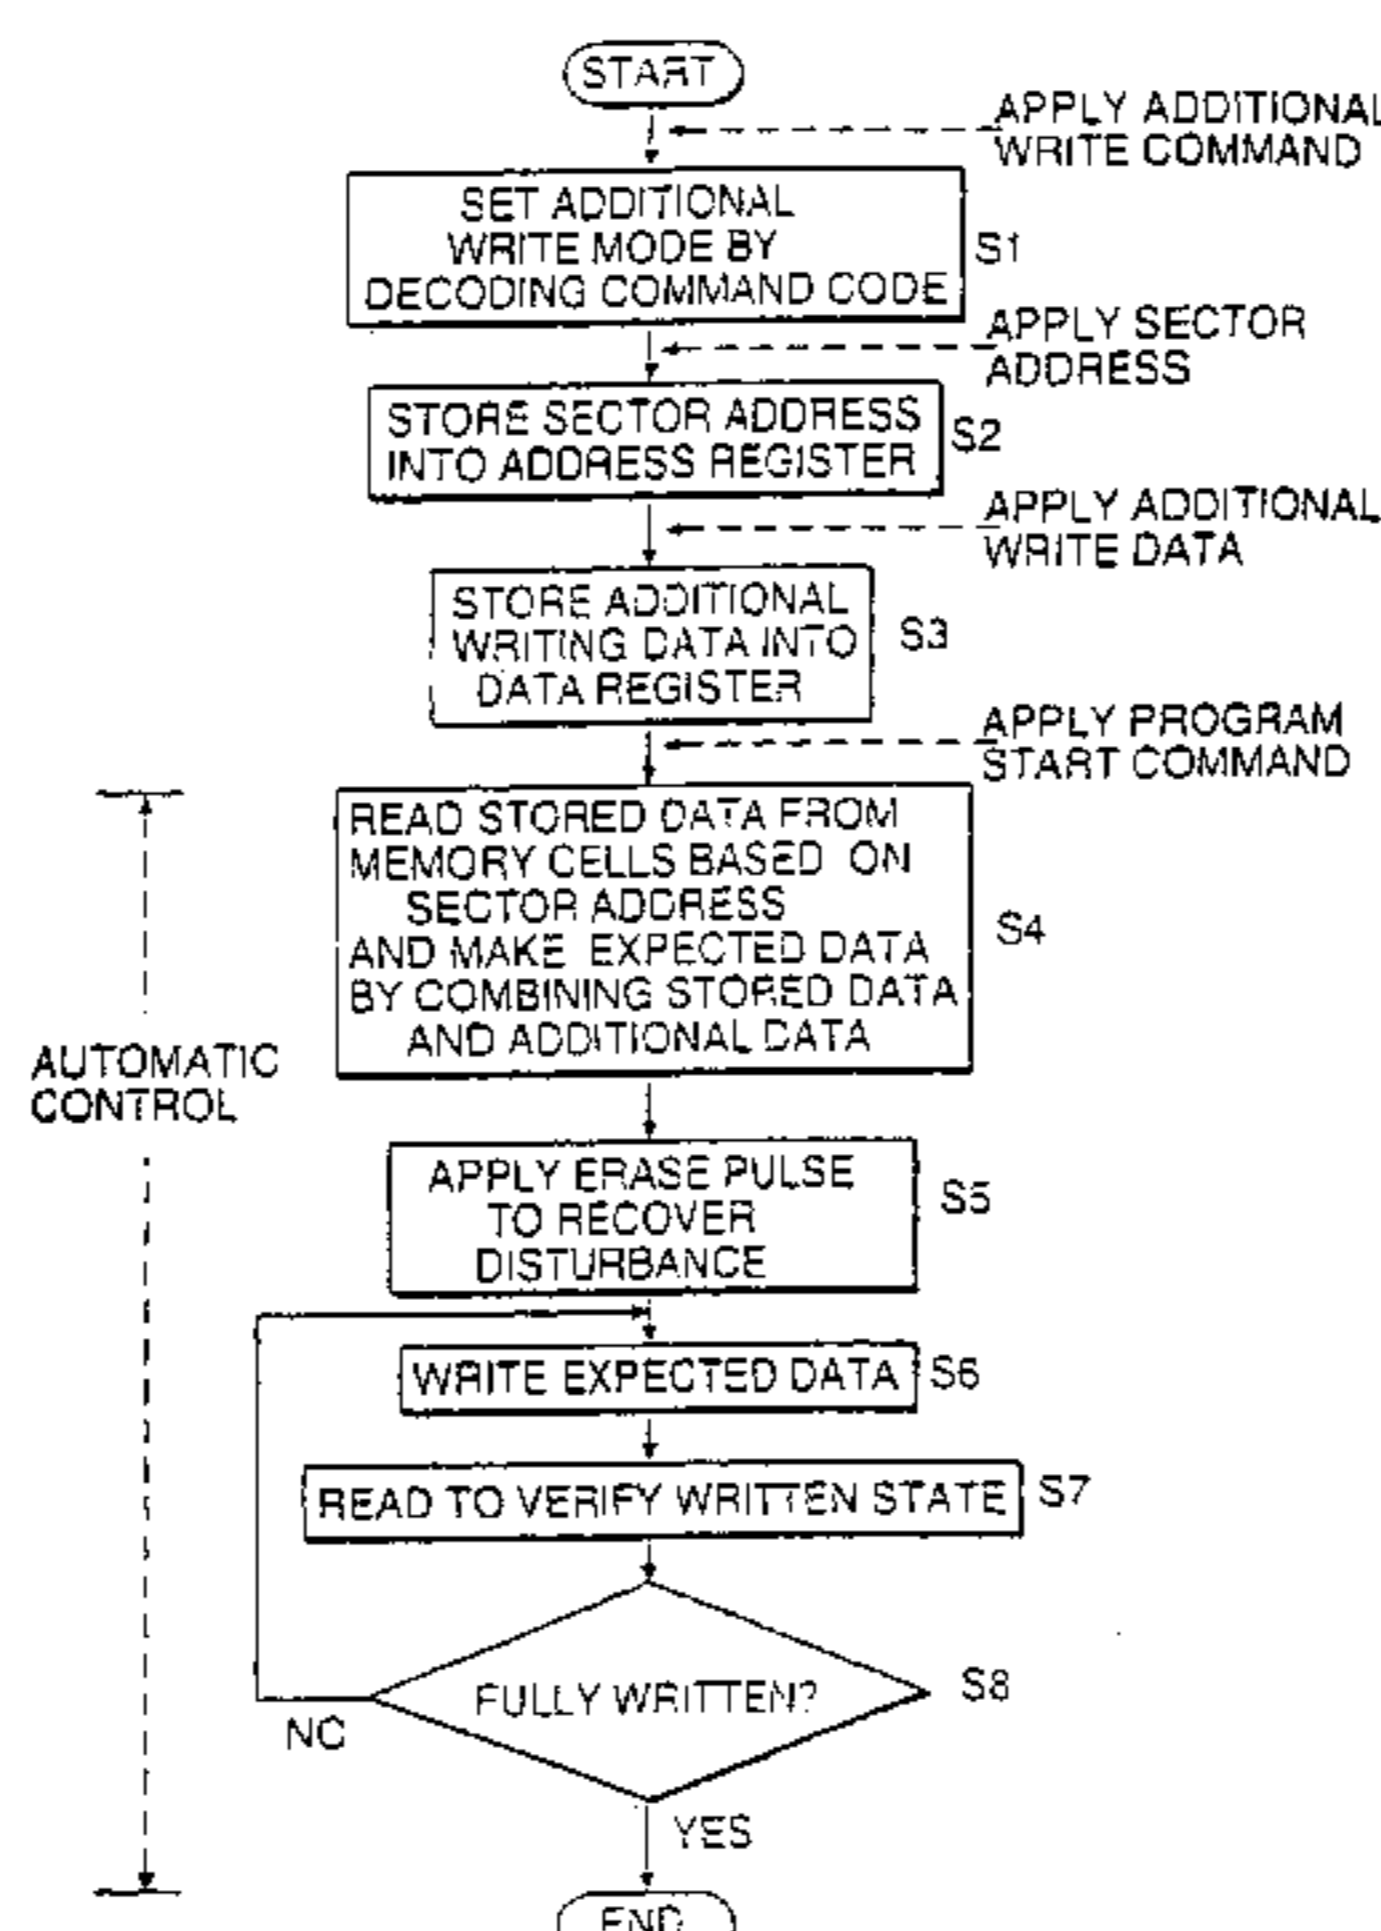 START
APPLY ADDITIONAL
WRITE COMMAND
SET ADDITIONAL
WRITE MODE BY
DECODING COMMAND CODE
S1
APPLY SECTOR
ADDRESS
STORE SECTOR ADDRESS
INTO ADDRESS REGISTER
S2
APPLY ADDITIONAL
WRITE DATA
STORE ADDITIONAL
WRITING DATA INTO
DATA REGISTER
S3
APPLY PROGRAM
START COMMAND
READ STORED DATA FROM
MEMORY CELLS BASED ON
SECTOR ADDRESS
AND MAKE EXPECTED DATA
BY COMBINING STORED DATA
AND ADDITIONAL DATA
S4
AUTOMATIC
CONTROL
APPLY ERASE PULSE
TO RECOVER
DISTURBANCE
S5
WRITE EXPECTED DATA
S6
READ TO VERIFY WRITTEN STATE
S7
FULLY WRITTEN?
S8
NO
YES
END